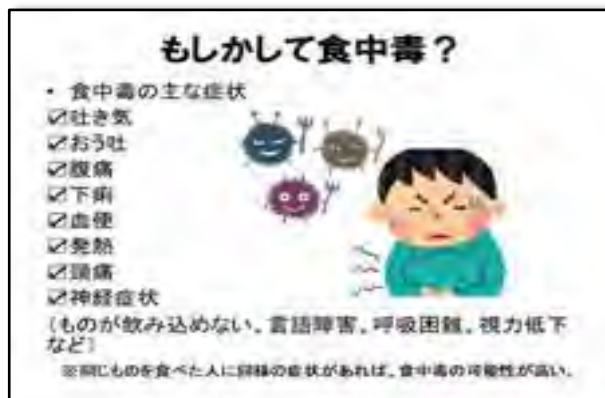 もしかして食中毒？
・ 食中毒の主な症状
☑吐き気
☑おう吐
☑腹痛
☑下痢
☑血便
☑発熱
☑頭痛
☑神経症状
（ものが飲み込めない、言語障害、呼吸困難、視力低下
など）
※同じものを食べた人に同様の症状があれば、食中毒の可能性が高い。